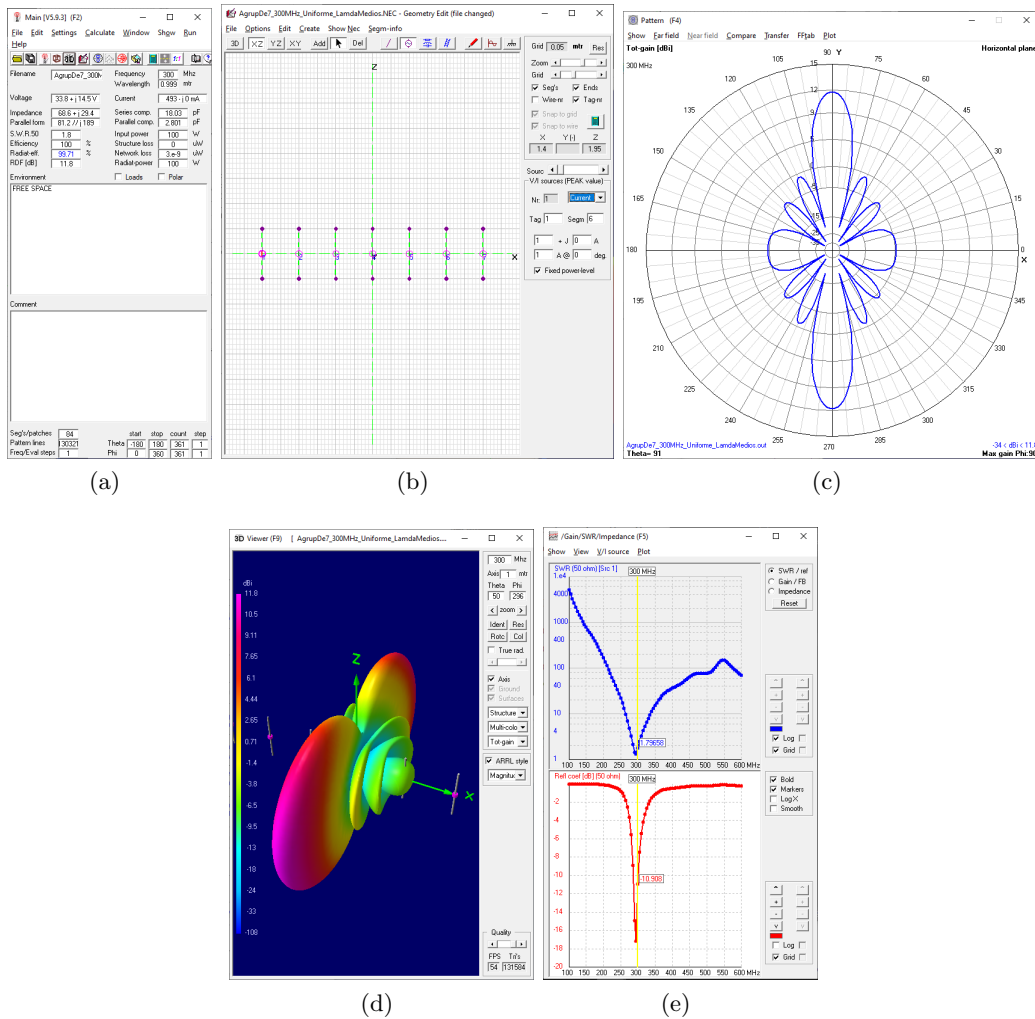 Main [V5.9.3] (F2)
File Edit Settings Calculate Window Show Run
Help
Filename AgrupDe7_300M
Frequency 300 Mhz
Wavelength 0.999 mtr
Voltage 33.8 + j 14.5 V
Current 493 - j 0 mA
Impedance 68.6 + j 29.4
Series comp. 18.03 pF
Parallel form 81.2 // j 189
Parallel comp. 2.801 pF
S.W.R.50 1.8
Input power 100 W
Efficiency 100 %
Structure loss 0 uW
Radiat-eff. 99.71 %
Network loss 3.e-9 uW
RDF [dB] 11.8
Radiat-power 100 W
Environment
Loads Polar
FREE SPACE
Comment
Seg's/patches 84
Pattern lines 130321
Freq/Eval steps 1
start stop count step
Theta -180 180 361 1
Phi 0 360 361 1
(a)
AgrupDe7_300MHz_Uniforme_LamdaMedios.NEC - Geometry Edit (file changed)
File Options Edit Create Show Nec Segm-info
3D XZ YZ XY Add Del
Z
X
Grid 0.05 mtr Res
Zoom
Grid
Seg's Ends
Wire-nr Tag-nr
Snap to grid
Snap to wire
X Y (-) Z
1.4 1.95
Sourc
V/I sources (PEAK value)
Nr. 1 Current
Tag 1 Segm 6
1 + J 0 A
1 A @ 0 deg.
Fixed power-level
(b)
Pattern (F4)
Show Far field Near field Compare Transfer FFtab Plot
Tot-gain [dBi]
Horizontal plane
300 MHz
90 Y
105 75
120 60
135 45
150 30
165 15
180 0
X
195 345
210 330
225 315
240 300
255 285
270
AgrupDe7_300MHz_Uniforme_LamdaMedios.out
Theta= 91
-34 < dBi < 11.8
Max gain Phi:90
(c)
3D Viewer (F9) [ AgrupDe7_300MHz_Uniforme_LamdaMedios....
dBi
11.8
10.5
9.11
7.65
6.1
4.44
2.65
0.71
-1.4
-3.8
-6.5
-9.5
-13
-18
-24
-33
-108
Z
X
300 Mhz
Axis 1 mtr
Theta Phi
50 296
< zoom >
Ident Res
Rotc Col
True rad.
Axis
Ground
Surfaces
Structure
Multi-colo
Tot-gain
ARRL style
Magnituc
Quality
FPS Tri's
54 131584
(d)
/Gain/SWR/Impedance (F5)
Show View V/I source Plot
SWR (50 ohm) [Src 1]
300 MHz
1.e4
4000
1000
400
100
40
10
4
1
1.79658
100 150 200 250 300 350 400 450 500 550 600 MHz
SWR / ref
Gain / FB
Impedance
Reset
Log
Grid
Refl coef [dB] (50 ohm)
300 MHz
-2
-4
-6
-8
-10
-12
-14
-16
-18
-20
-10.908
100 150 200 250 300 350 400 450 500 550 600 MHz
Bold
Markers
Log X
Smooth
Log
Grid
(e)